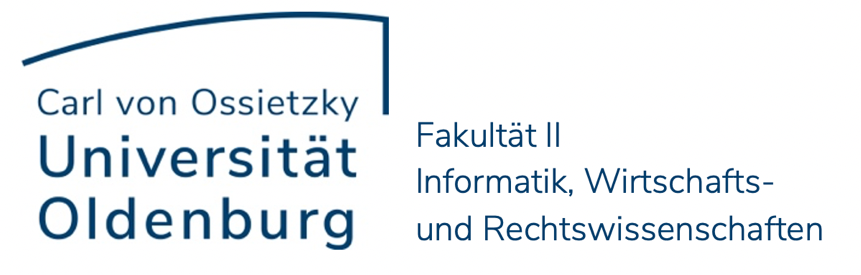 Carl von Ossietzky
Universität
Oldenburg
Fakultät II
Informatik, Wirtschafts-
und Rechtswissenschaften